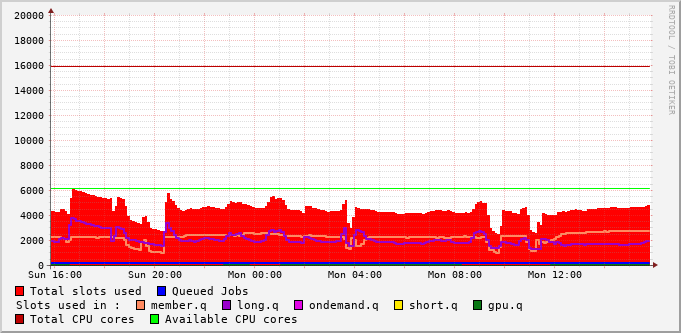 20000
18000
16000
14000
12000
10000
8000
6000
4000
2000
0
Sun 16:00 Sun 20:00 Mon 00:00 Mon 04:00 Mon 08:00 Mon 12:00
Total slots used Queued Jobs
Slots used in : member.q long.q ondemand.q short.q gpu.q
Total CPU cores Available CPU cores
RRDTOOL / TOBI OETIKER